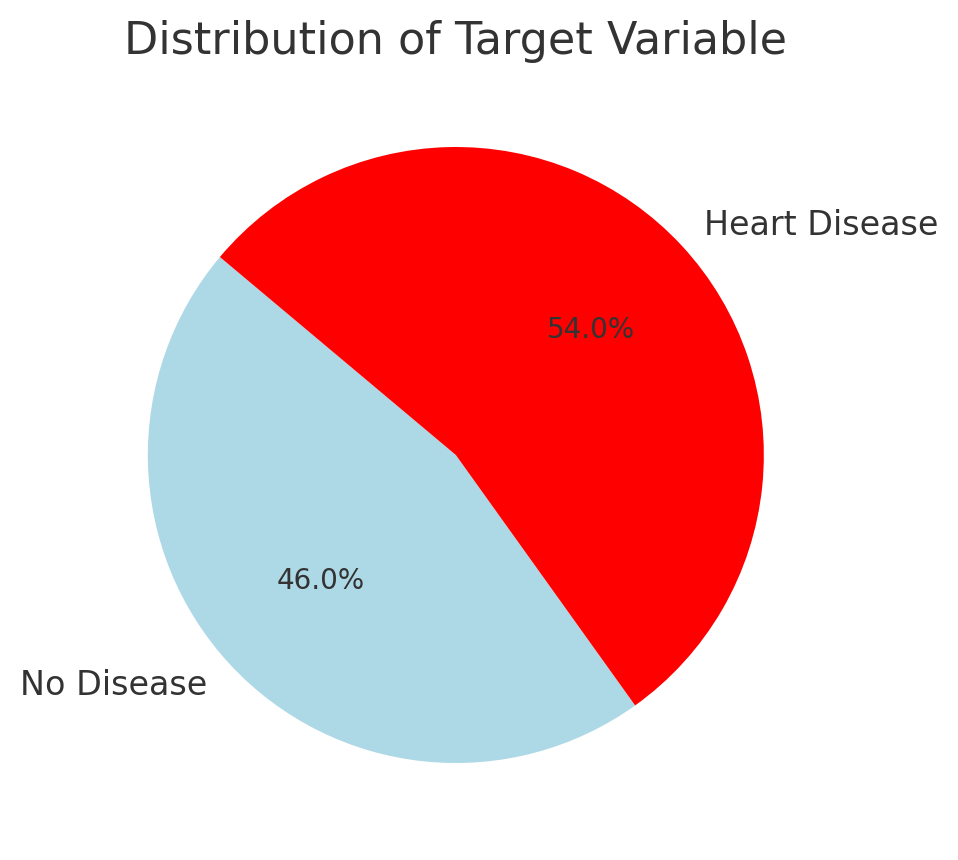 Distribution of Target Variable
Heart Disease
54.0%
46.0%
No Disease